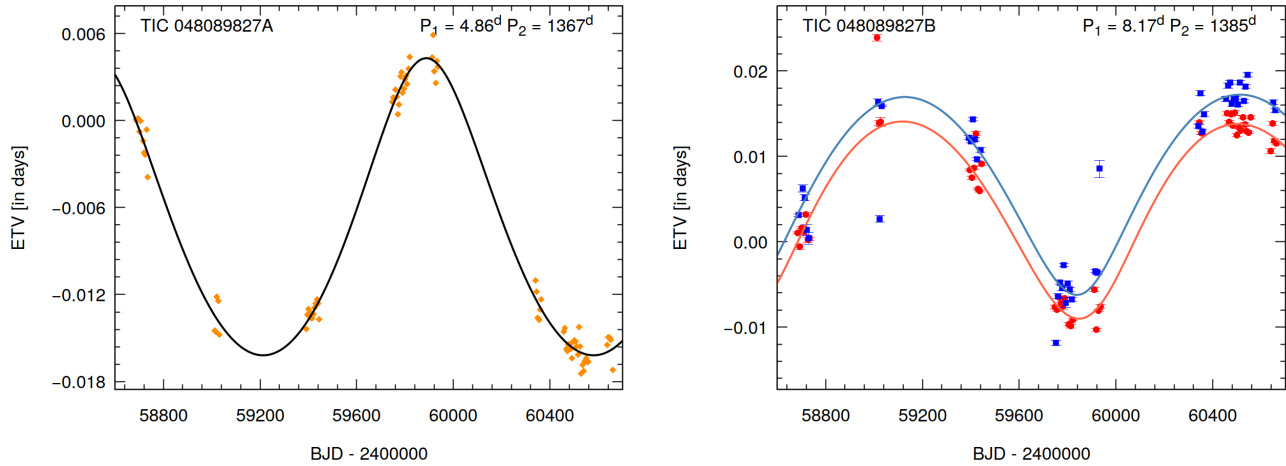 TIC 048089827A P₁ = 4.86ᵈ P₂ = 1367ᵈ
0.006
0.000
−0.006
−0.012
−0.018
ETV [in days]
58800 59200 59600 60000 60400
BJD - 2400000
TIC 048089827B P₁ = 8.17ᵈ P₂ = 1385ᵈ
0.02
0.01
0.00
−0.01
ETV [in days]
58800 59200 59600 60000 60400
BJD - 2400000